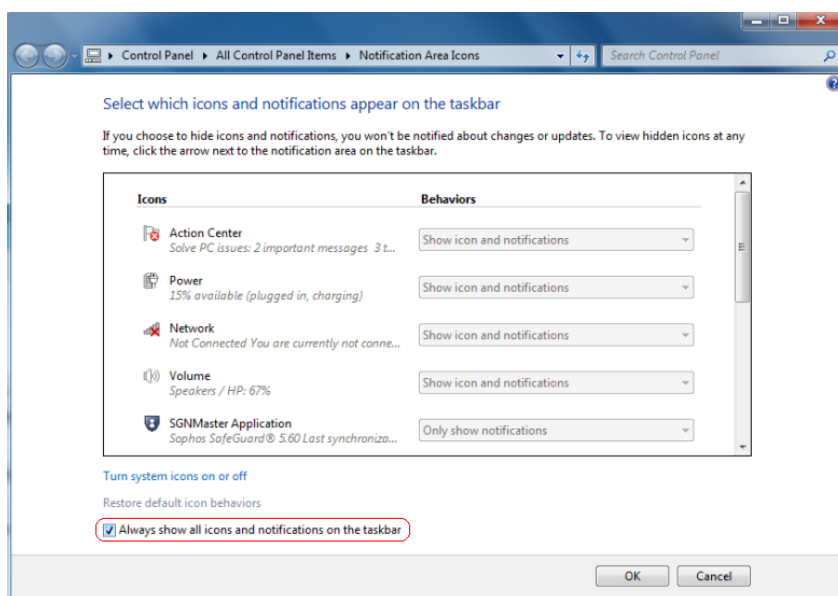 Control Panel ▸ All Control Panel Items ▸ Notification Area Icons
Search Control Panel
Select which icons and notifications appear on the taskbar
If you choose to hide icons and notifications, you won't be notified about changes or updates. To view hidden icons at any
time, click the arrow next to the notification area on the taskbar.
Icons Behaviors
Action Center
Solve PC issues: 2 important messages 3 t...
Show icon and notifications
Power
15% available (plugged in, charging)
Show icon and notifications
Network
Not Connected You are currently not conne...
Show icon and notifications
Volume
Speakers / HP: 67%
Show icon and notifications
SGNMaster Application
Sophos SafeGuard® 5.60 Last synchroniza...
Only show notifications
Turn system icons on or off
Restore default icon behaviors
Always show all icons and notifications on the taskbar
OK Cancel